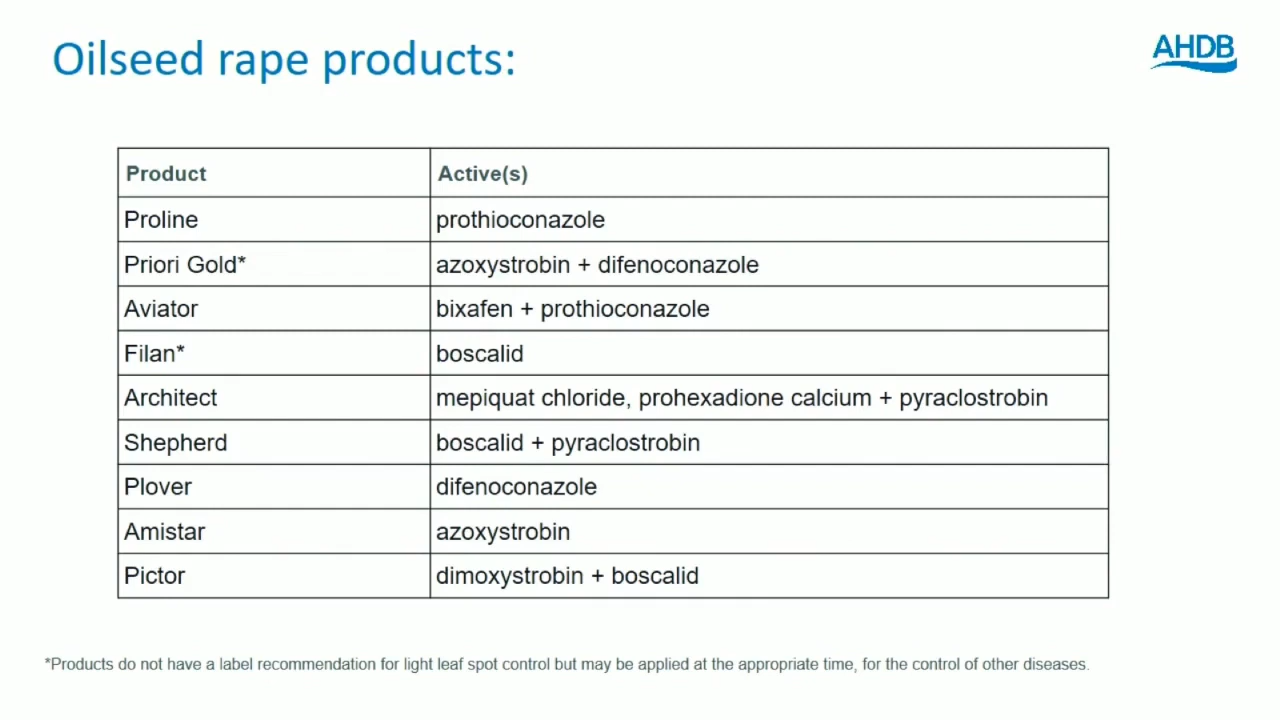 Oilseed rape products:
AHDB
Product Active(s)
Proline prothioconazole
Priori Gold* azoxystrobin + difenoconazole
Aviator bixafen + prothioconazole
Filan* boscalid
Architect mepiquat chloride, prohexadione calcium + pyraclostrobin
Shepherd boscalid + pyraclostrobin
Plover difenoconazole
Amistar azoxystrobin
Pictor dimoxystrobin + boscalid
*Products do not have a label recommendation for light leaf spot control but may be applied at the appropriate time, for the control of other diseases.